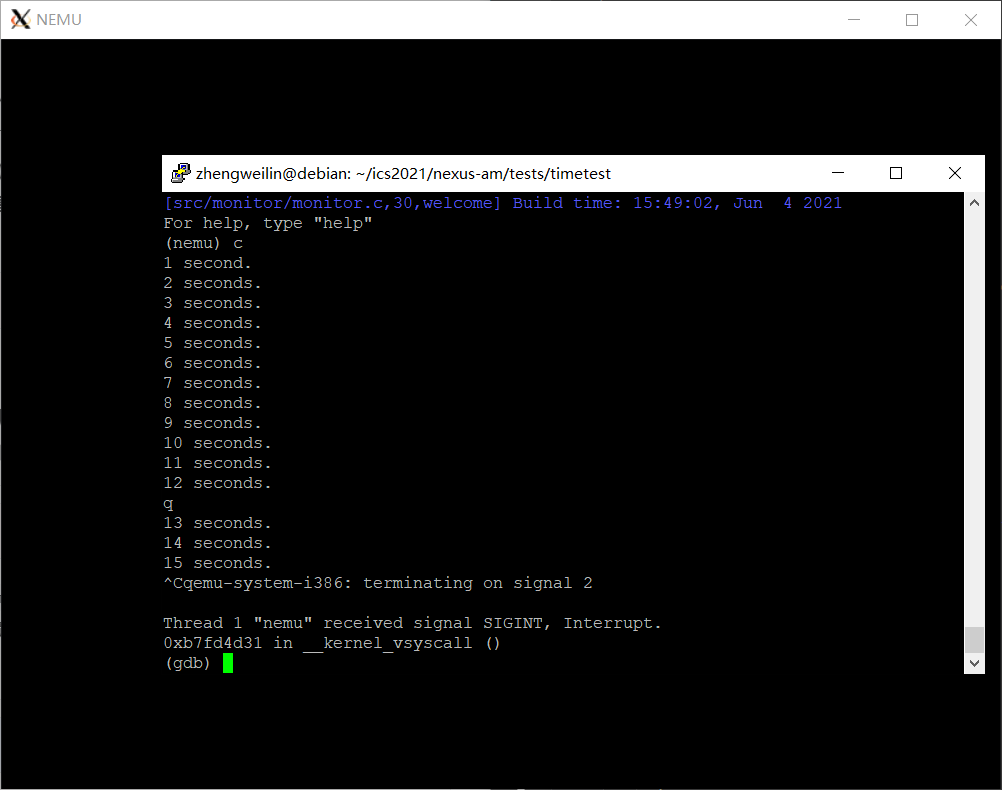 NEMU
zhengweilin@debian: ~/ics2021/nexus-am/tests/timetest
[src/monitor/monitor.c,30,welcome] Build time: 15:49:02, Jun  4 2021
For help, type "help"
(nemu) c
1 second.
2 seconds.
3 seconds.
4 seconds.
5 seconds.
6 seconds.
7 seconds.
8 seconds.
9 seconds.
10 seconds.
11 seconds.
12 seconds.
q
13 seconds.
14 seconds.
15 seconds.
^Cqemu-system-i386: terminating on signal 2
Thread 1 "nemu" received signal SIGINT, Interrupt.
0xb7fd4d31 in __kernel_vsyscall ()
(gdb)